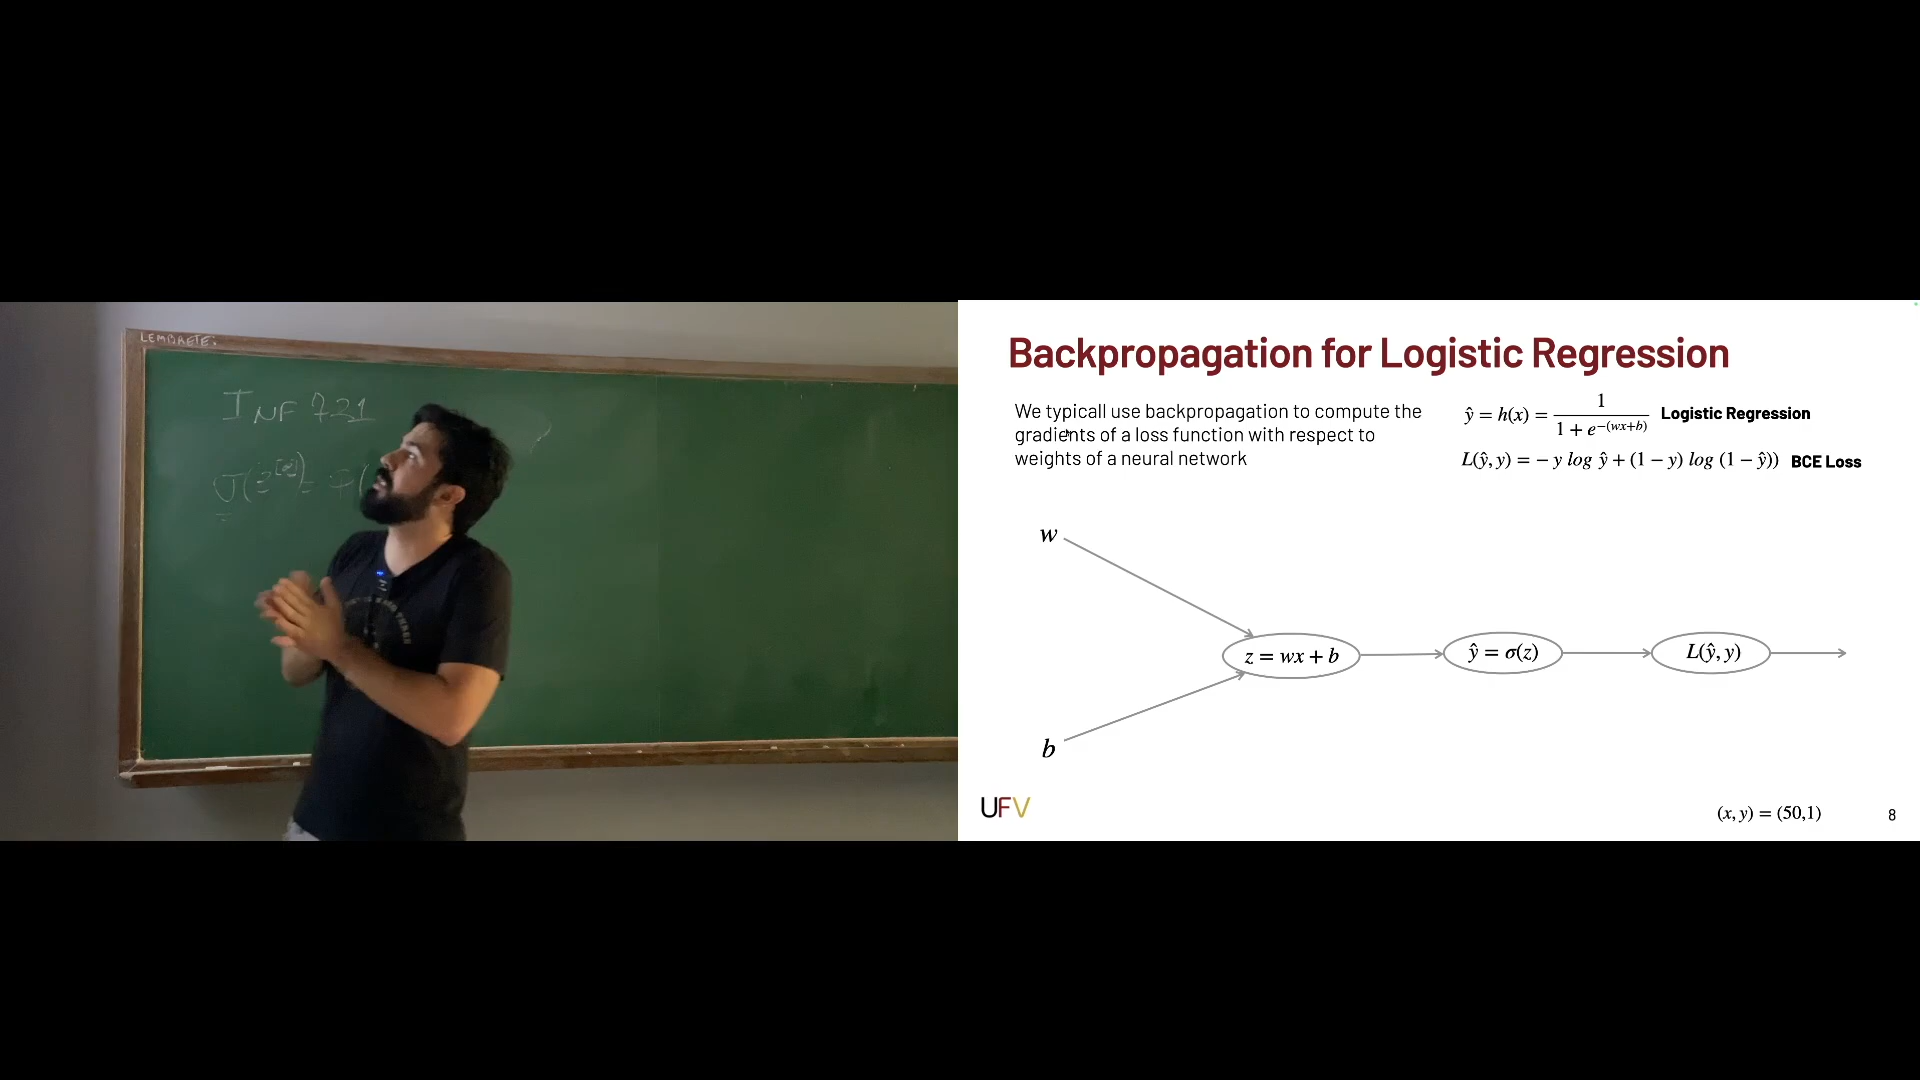 LEMBRETE:
INF 721
Backpropagation for Logistic Regression
We typicall use backpropagation to compute the
gradients of a loss function with respect to
weights of a neural network
ŷ = h(x) = 1 / 1 + e^−(wx+b) Logistic Regression
L(ŷ, y) = − y log ŷ + (1 − y) log (1 − ŷ)) BCE Loss
w
z = wx + b
ŷ = σ(z)
L(ŷ, y)
b
UFV
(x, y) = (50,1)
8